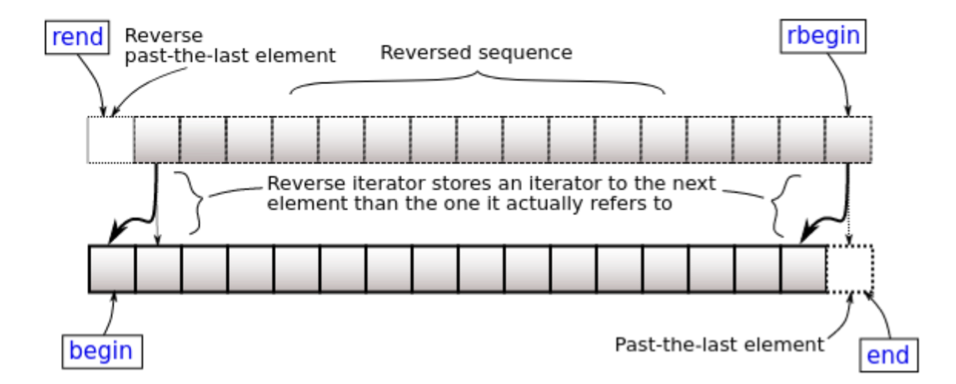 rend
Reverse
past-the-last element
Reversed sequence
rbegin
Reverse iterator stores an iterator to the next
element than the one it actually refers to
begin
Past-the-last element
end